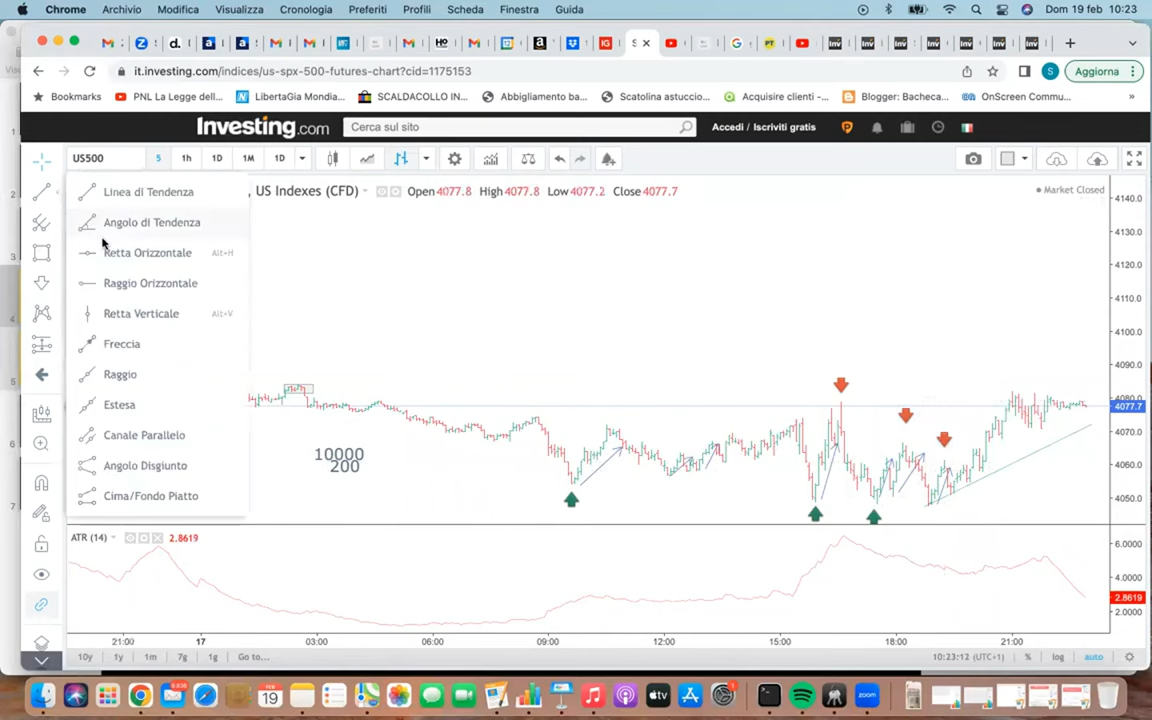 Chrome Archivio Modifica Visualizza Cronologia Preferiti Profili Scheda Finestra Guida Dom 19 feb 10:23
it.investing.com/indices/us-spx-500-futures-chart?cid=1175153 Aggiorna
Bookmarks PNL La Legge dell... LibertaGia Mondia... SCALDACOLLO IN... Abbigliamento ba... Scatolina astuccio... Acquisire clienti -... Blogger: Bacheca... OnScreen Commu... »
Investing.com Cerca sul sito Accedi / Iscriviti gratis
US500 5 1h 1D 1M 1D
, US Indexes (CFD) Open 4077.8 High 4077.8 Low 4077.2 Close 4077.7 Market Closed
Linea di Tendenza
Angolo di Tendenza
Retta Orizzontale Alt+H
Raggio Orizzontale
Retta Verticale Alt+V
Freccia
Raggio
Estesa
Canale Parallelo
Angolo Disgiunto
Cima/Fondo Piatto
10000
200
4140.0
4130.0
4120.0
4110.0
4100.0
4090.0
4080.0
4077.7
4070.0
4060.0
4050.0
ATR (14) 2.8619
6.0000
4.0000
2.8619
2.0000
21:00 17 03:00 06:00 09:00 12:00 15:00 18:00 21:00
10y 1y 1m 7g 1g Go to... 10:23:12 (UTC+1) % log auto